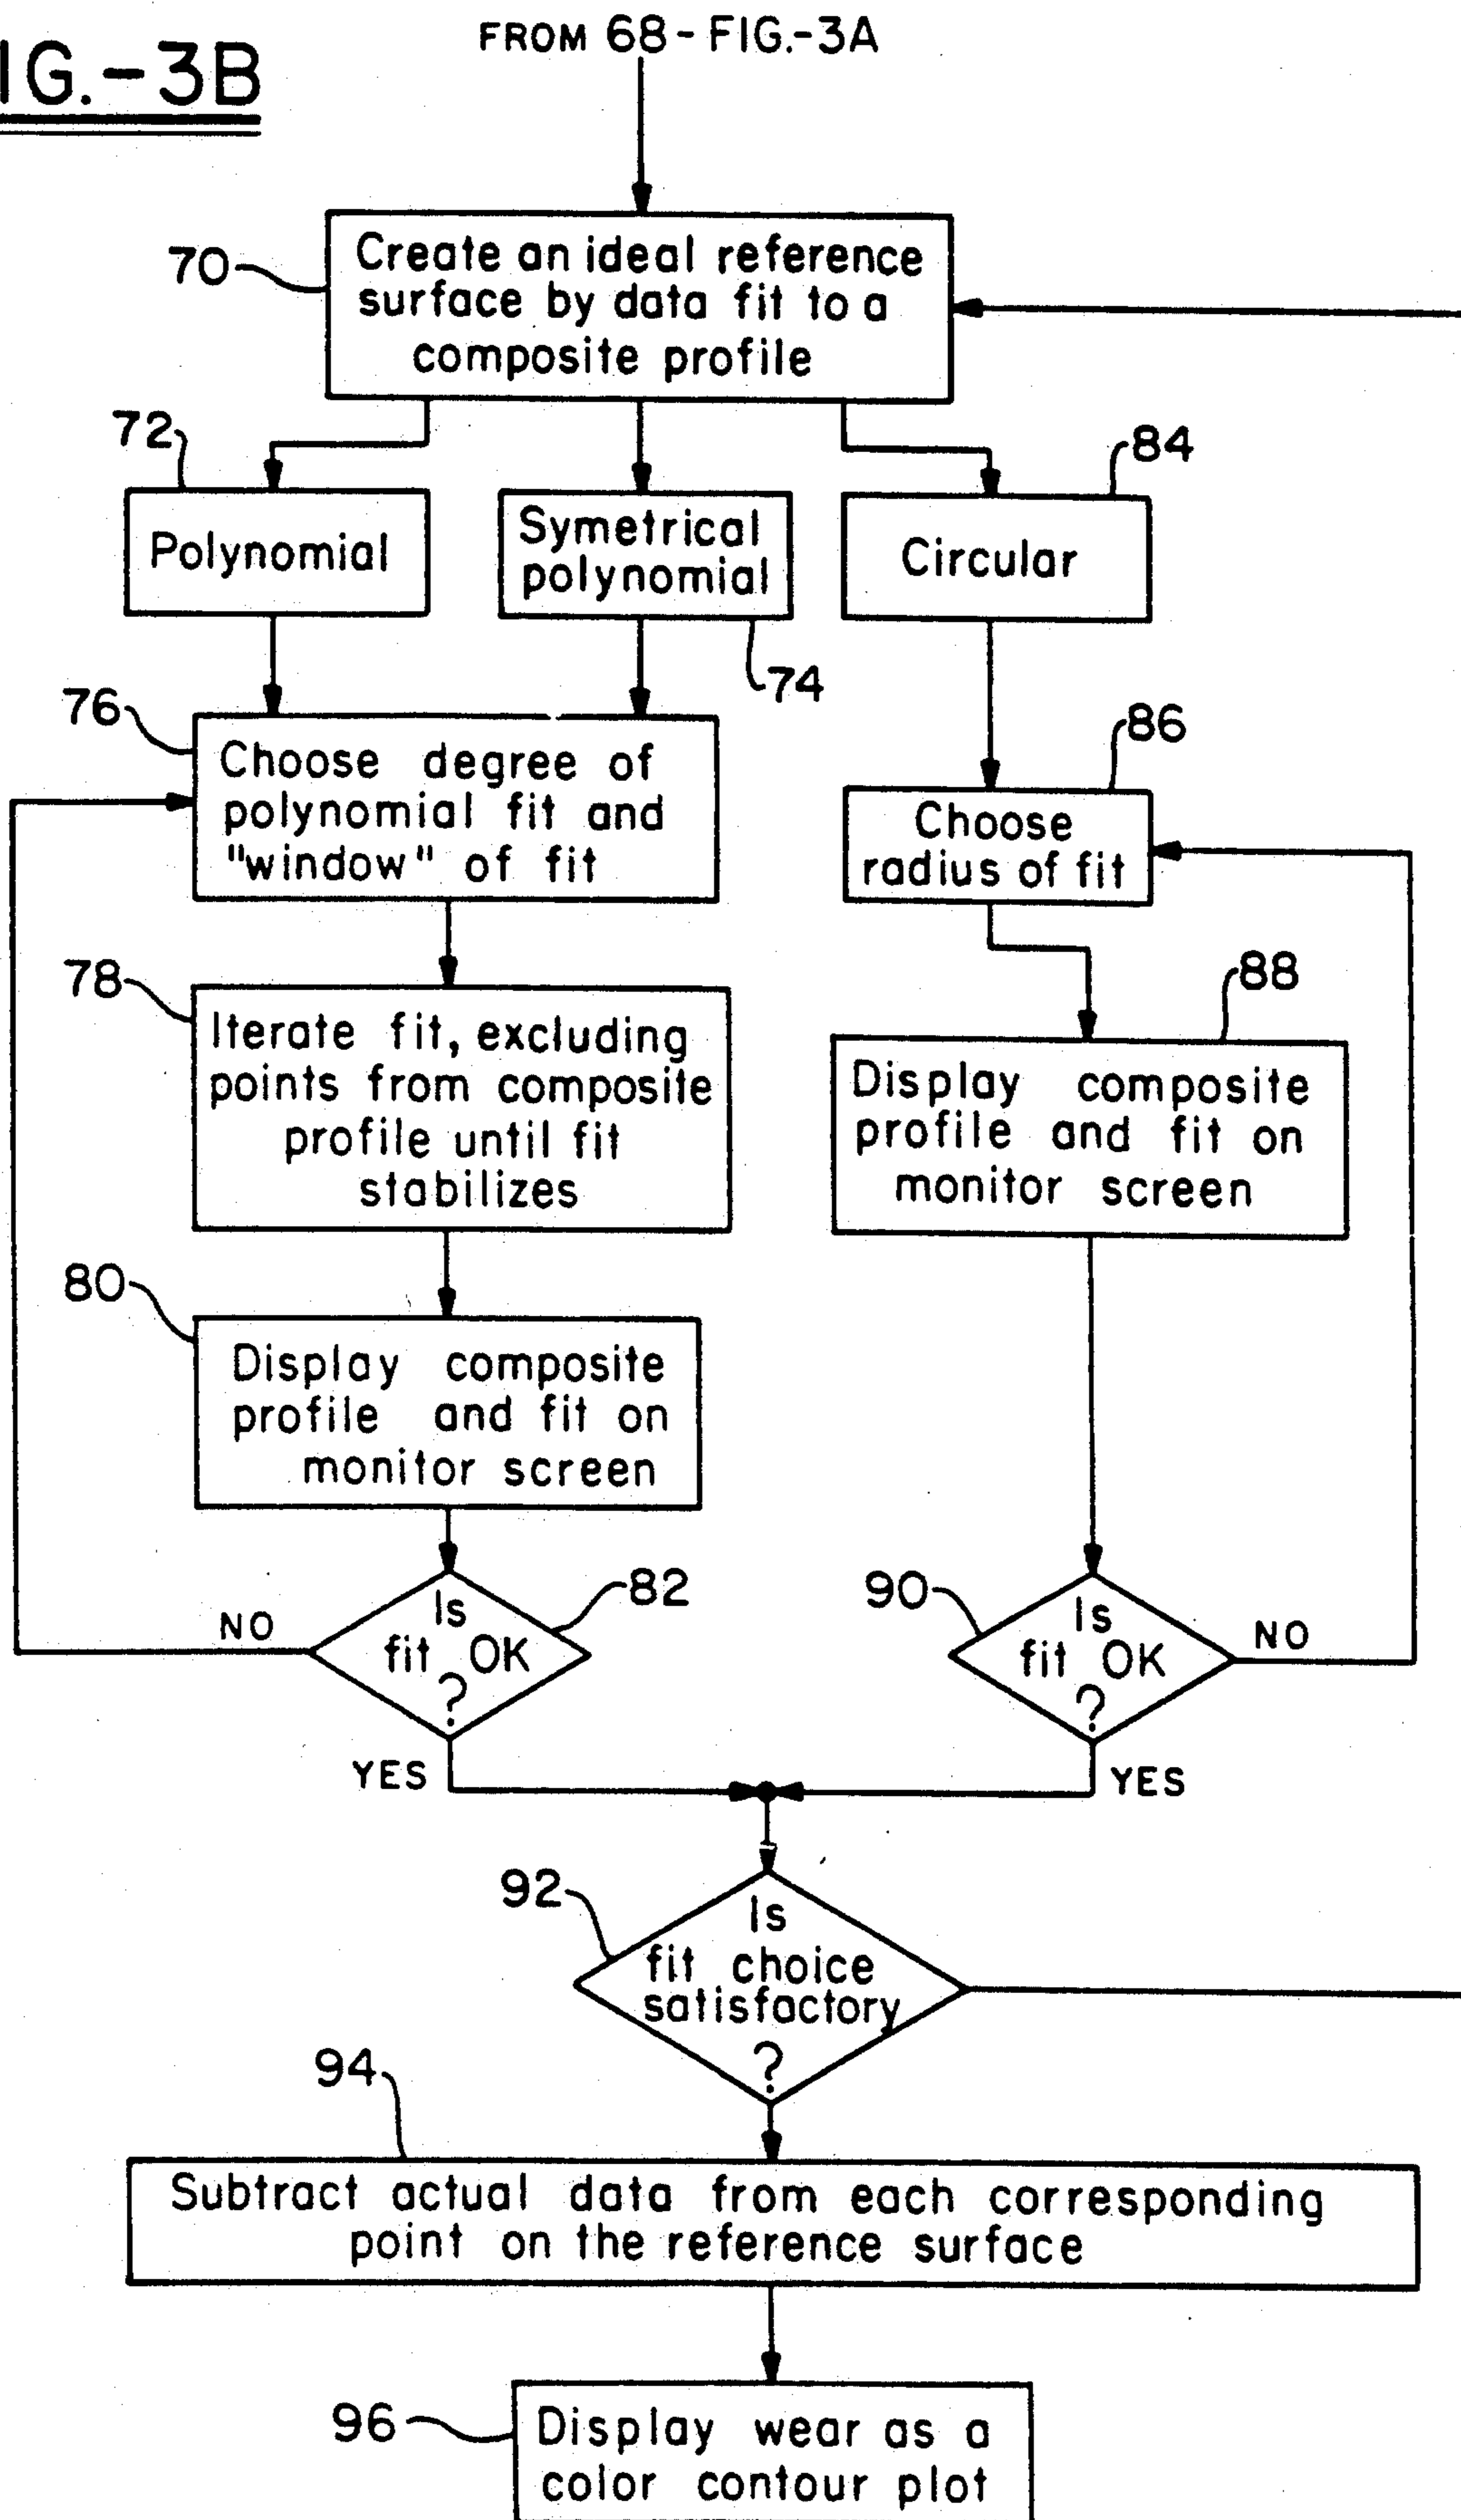 IG.-3B
FROM 68 - FIG.-3A
70
Create an ideal reference
surface by data fit to a
composite profile
72
84
Polynomial
Symetrical
polynomial
Circular
74
76
86
Choose degree of
polynomial fit and
"window" of fit
Choose
radius of fit
78
88
Iterate fit, excluding
points from composite
profile until fit
stabilizes
Display composite
profile and fit on
monitor screen
80
Display composite
profile and fit on
monitor screen
82
90
Is
fit OK
?
NO
Is
fit OK
?
NO
YES
YES
92
Is
fit choice
satisfactory
?
94
Subtract actual data from each corresponding
point on the reference surface
96
Display wear as a
color contour plot